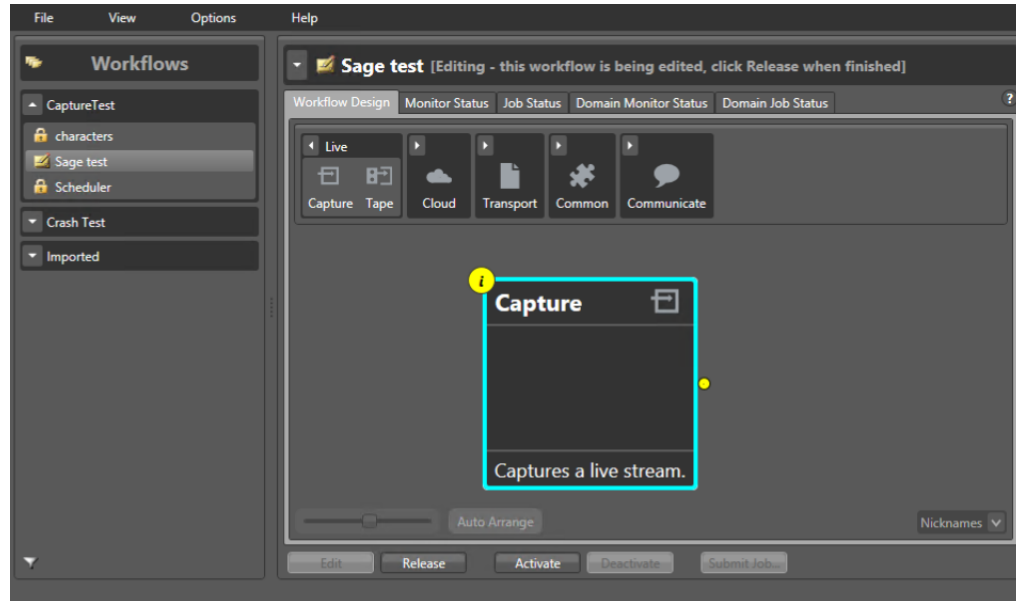 File View Options Help
Workflows
CaptureTest
characters
Sage test
Scheduler
Crash Test
Imported
Sage test [Editing - this workflow is being edited, click Release when finished]
Workflow Design Monitor Status Job Status Domain Monitor Status Domain Job Status
?
Live
Capture Tape Cloud Transport Common Communicate
i
Capture
Captures a live stream.
Auto Arrange Nicknames
Edit Release Activate Deactivate Submit Job...